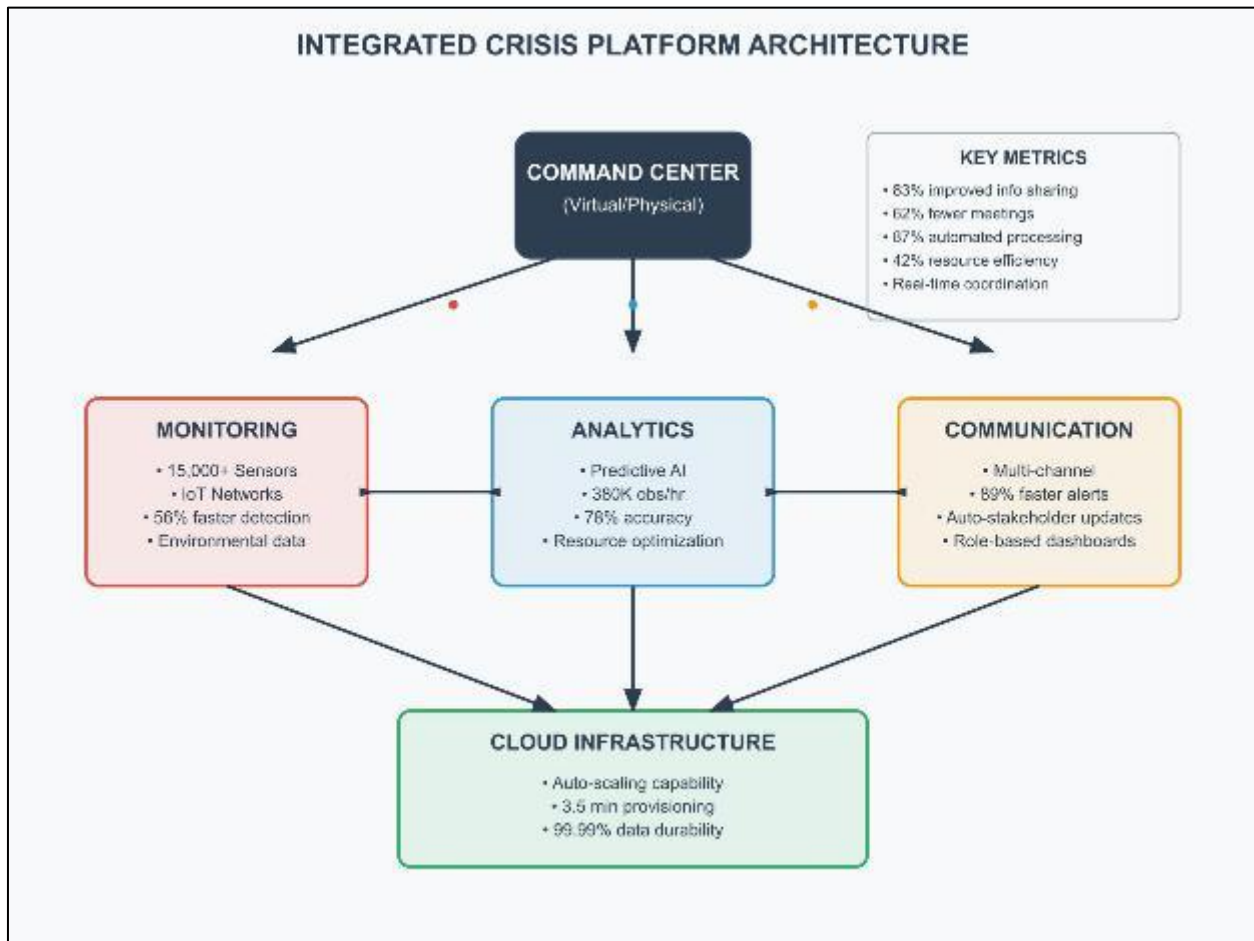 INTEGRATED CRISIS PLATFORM ARCHITECTURE
COMMAND CENTER
(Virtual/Physical)
KEY METRICS
• 83% improved info sharing
• 62% fewer meetings
• 67% automated processing
• 42% resource efficiency
• Real-time coordination
MONITORING
• 15,000+ Sensors
• IoT Networks
• 56% faster detection
• Environmental data
ANALYTICS
• Predictive AI
• 380K obs/hr
• 78% accuracy
• Resource optimization
COMMUNICATION
• Multi-channel
• 89% faster alerts
• Auto-stakeholder updates
• Role-based dashboards
CLOUD INFRASTRUCTURE
• Auto-scaling capability
• 3.5 min provisioning
• 99.99% data durability